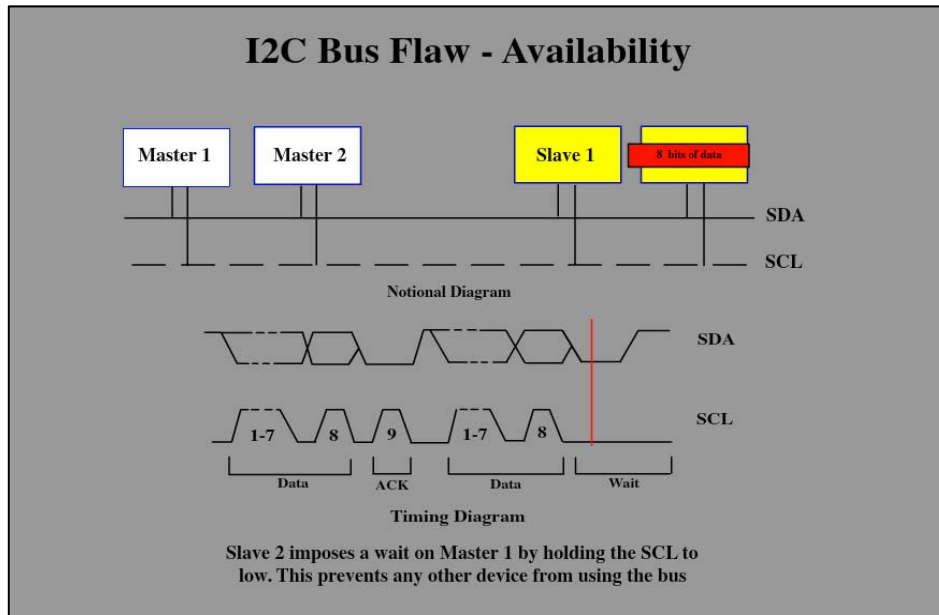 I2C Bus Flaw - Availability
Master 1
Master 2
Slave 1
8 bits of data
SDA
SCL
Notional Diagram
SDA
SCL
1-7
8
9
1-7
8
Data
ACK
Data
Wait
Timing Diagram
Slave 2 imposes a wait on Master 1 by holding the SCL to
low. This prevents any other device from using the bus